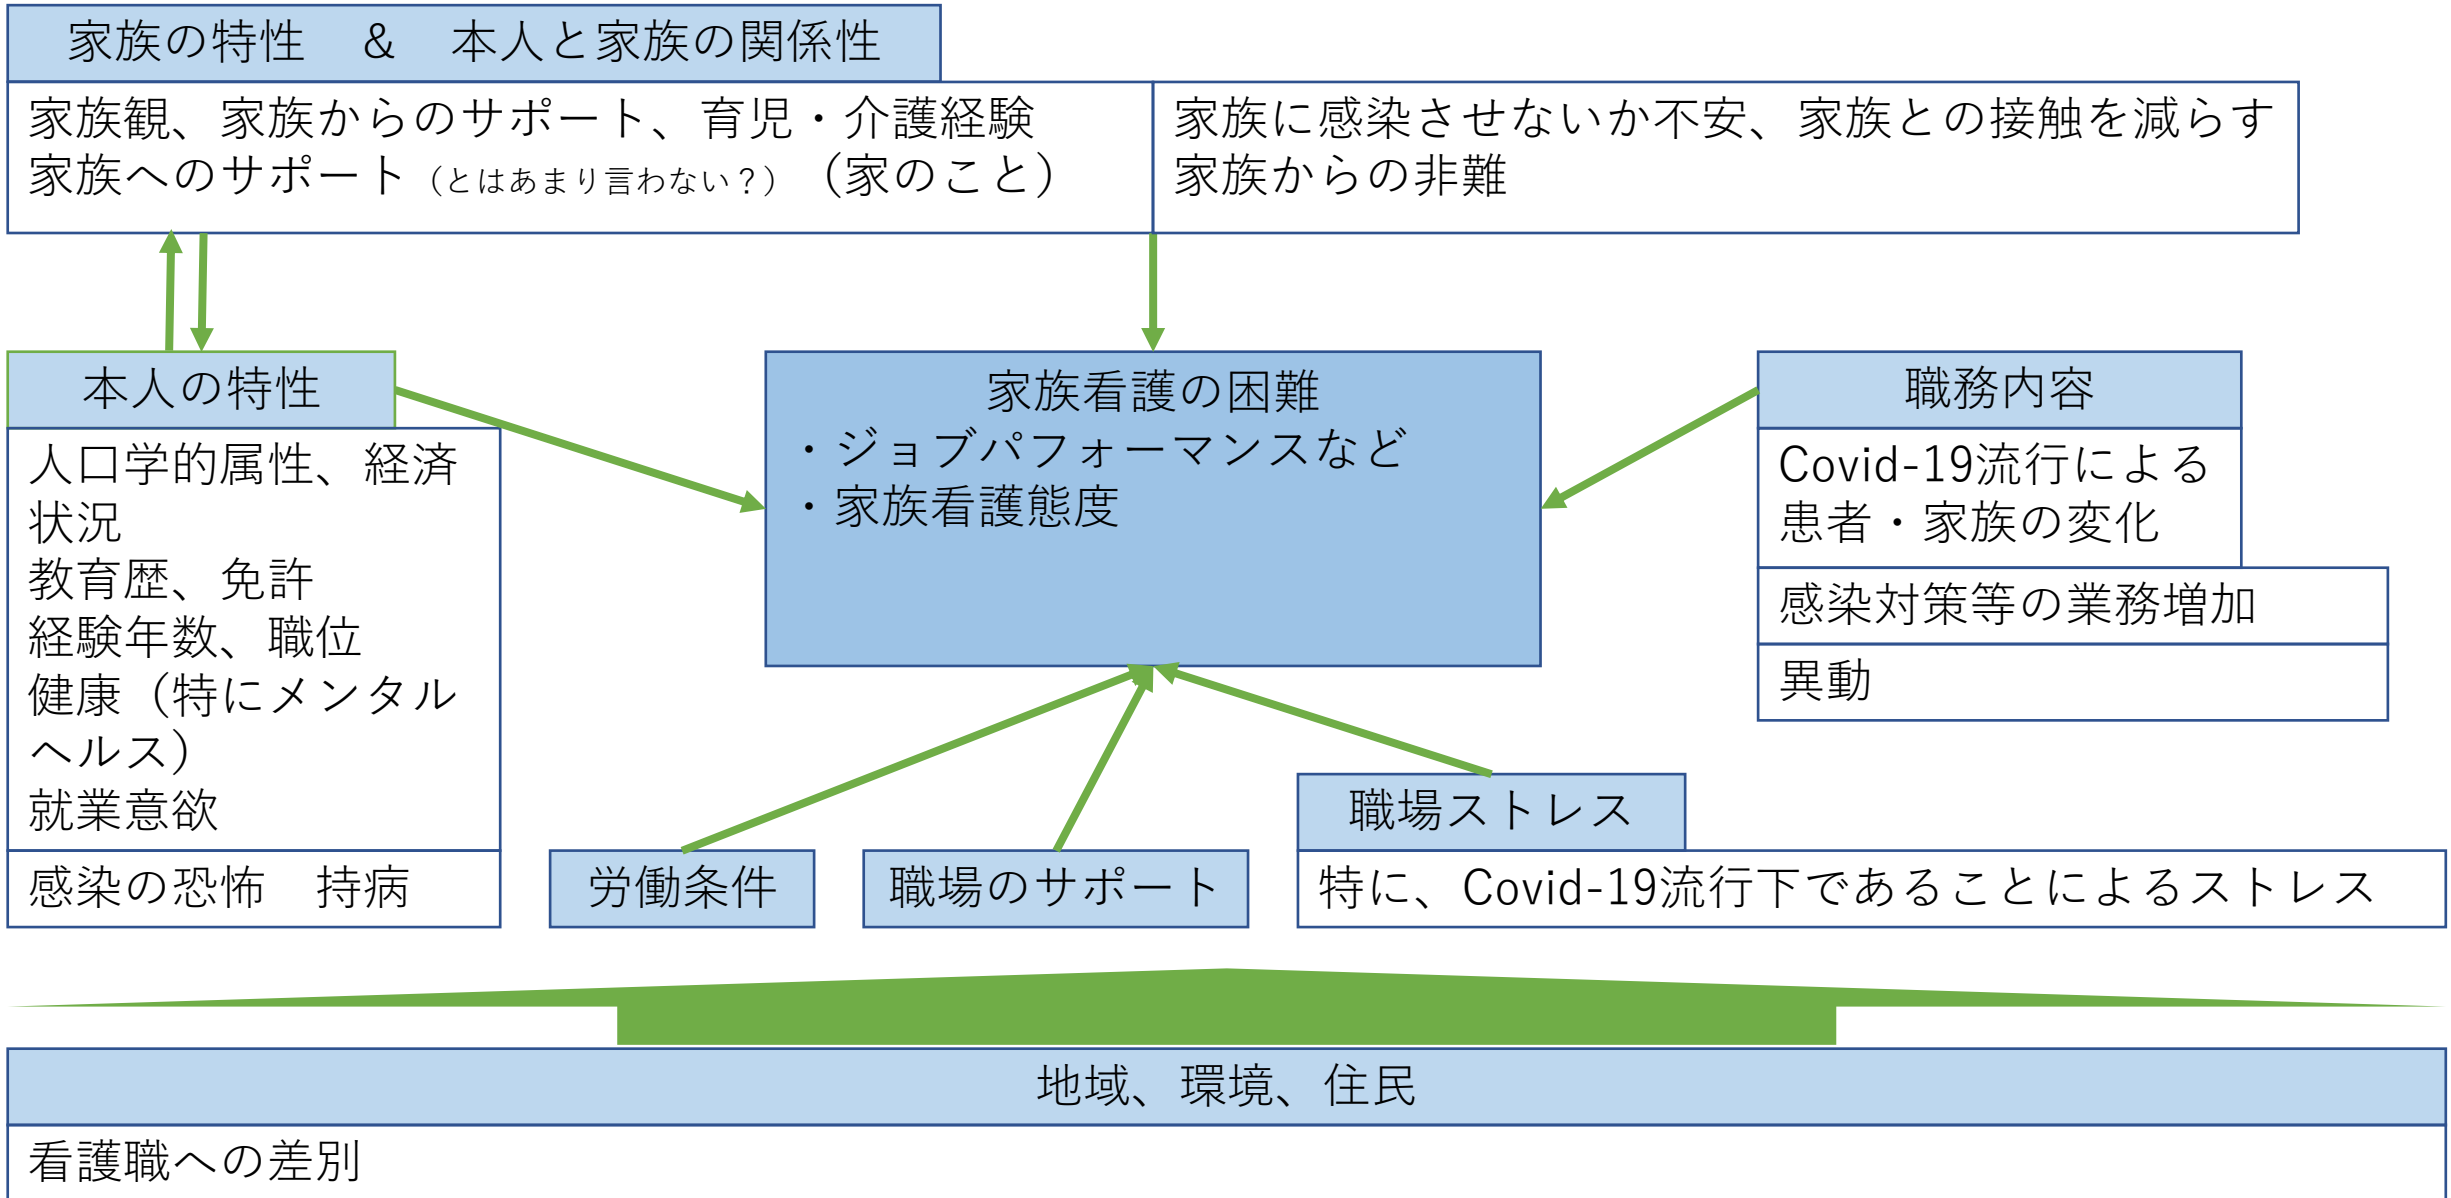 家族の特性　＆　本人と家族の関係性
家族観、家族からのサポート、育児・介護経験
家族へのサポート（とはあまり言わない？）（家のこと）
家族に感染させないか不安、家族との接触を減らす
家族からの非難
本人の特性
人口学的属性、経済
状況
教育歴、免許
経験年数、職位
健康（特にメンタル
ヘルス）
就業意欲
感染の恐怖　持病
家族看護の困難
・ジョブパフォーマンスなど
・家族看護態度
職務内容
Covid-19流行による
患者・家族の変化
感染対策等の業務増加
異動
労働条件
職場のサポート
職場ストレス
特に、Covid-19流行下であることによるストレス
地域、環境、住民
看護職への差別